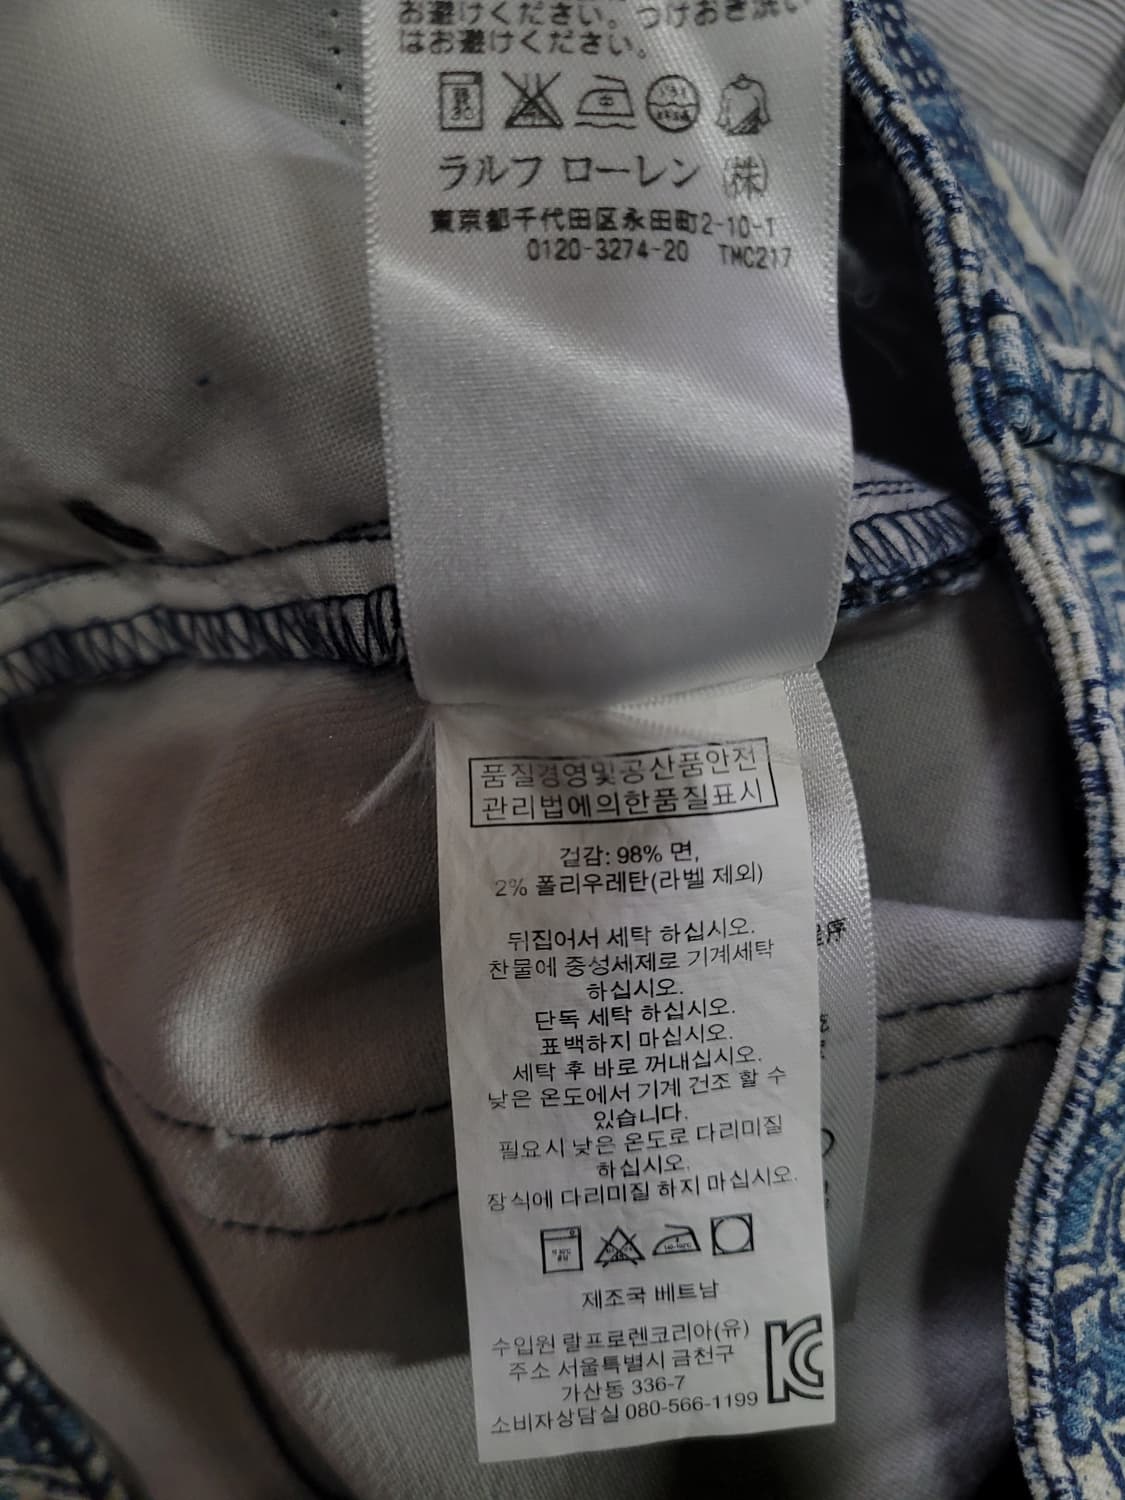 お避けください。つけおき洗い
はお避けください。
ラルフ ローレン ㈱
東京都千代田区永田町2-10-1
0120-3274-20 TMC217
품질경영및공산품안전
관리법에의한품질표시
겉감: 98% 면,
2% 폴리우레탄(라벨 제외)
뒤집어서 세탁 하십시오.
찬물에 중성세제로 기계세탁
하십시오.
단독 세탁 하십시오.
표백하지 마십시오.
세탁 후 바로 꺼내십시오.
낮은 온도에서 기계 건조 할 수
있습니다.
필요시 낮은 온도로 다리미질
하십시오.
장식에 다리미질 하지 마십시오.
제조국 베트남
수입원 랄프로렌코리아(유)
주소 서울특별시 금천구
가산동 336-7
소비자상담실 080-566-1199